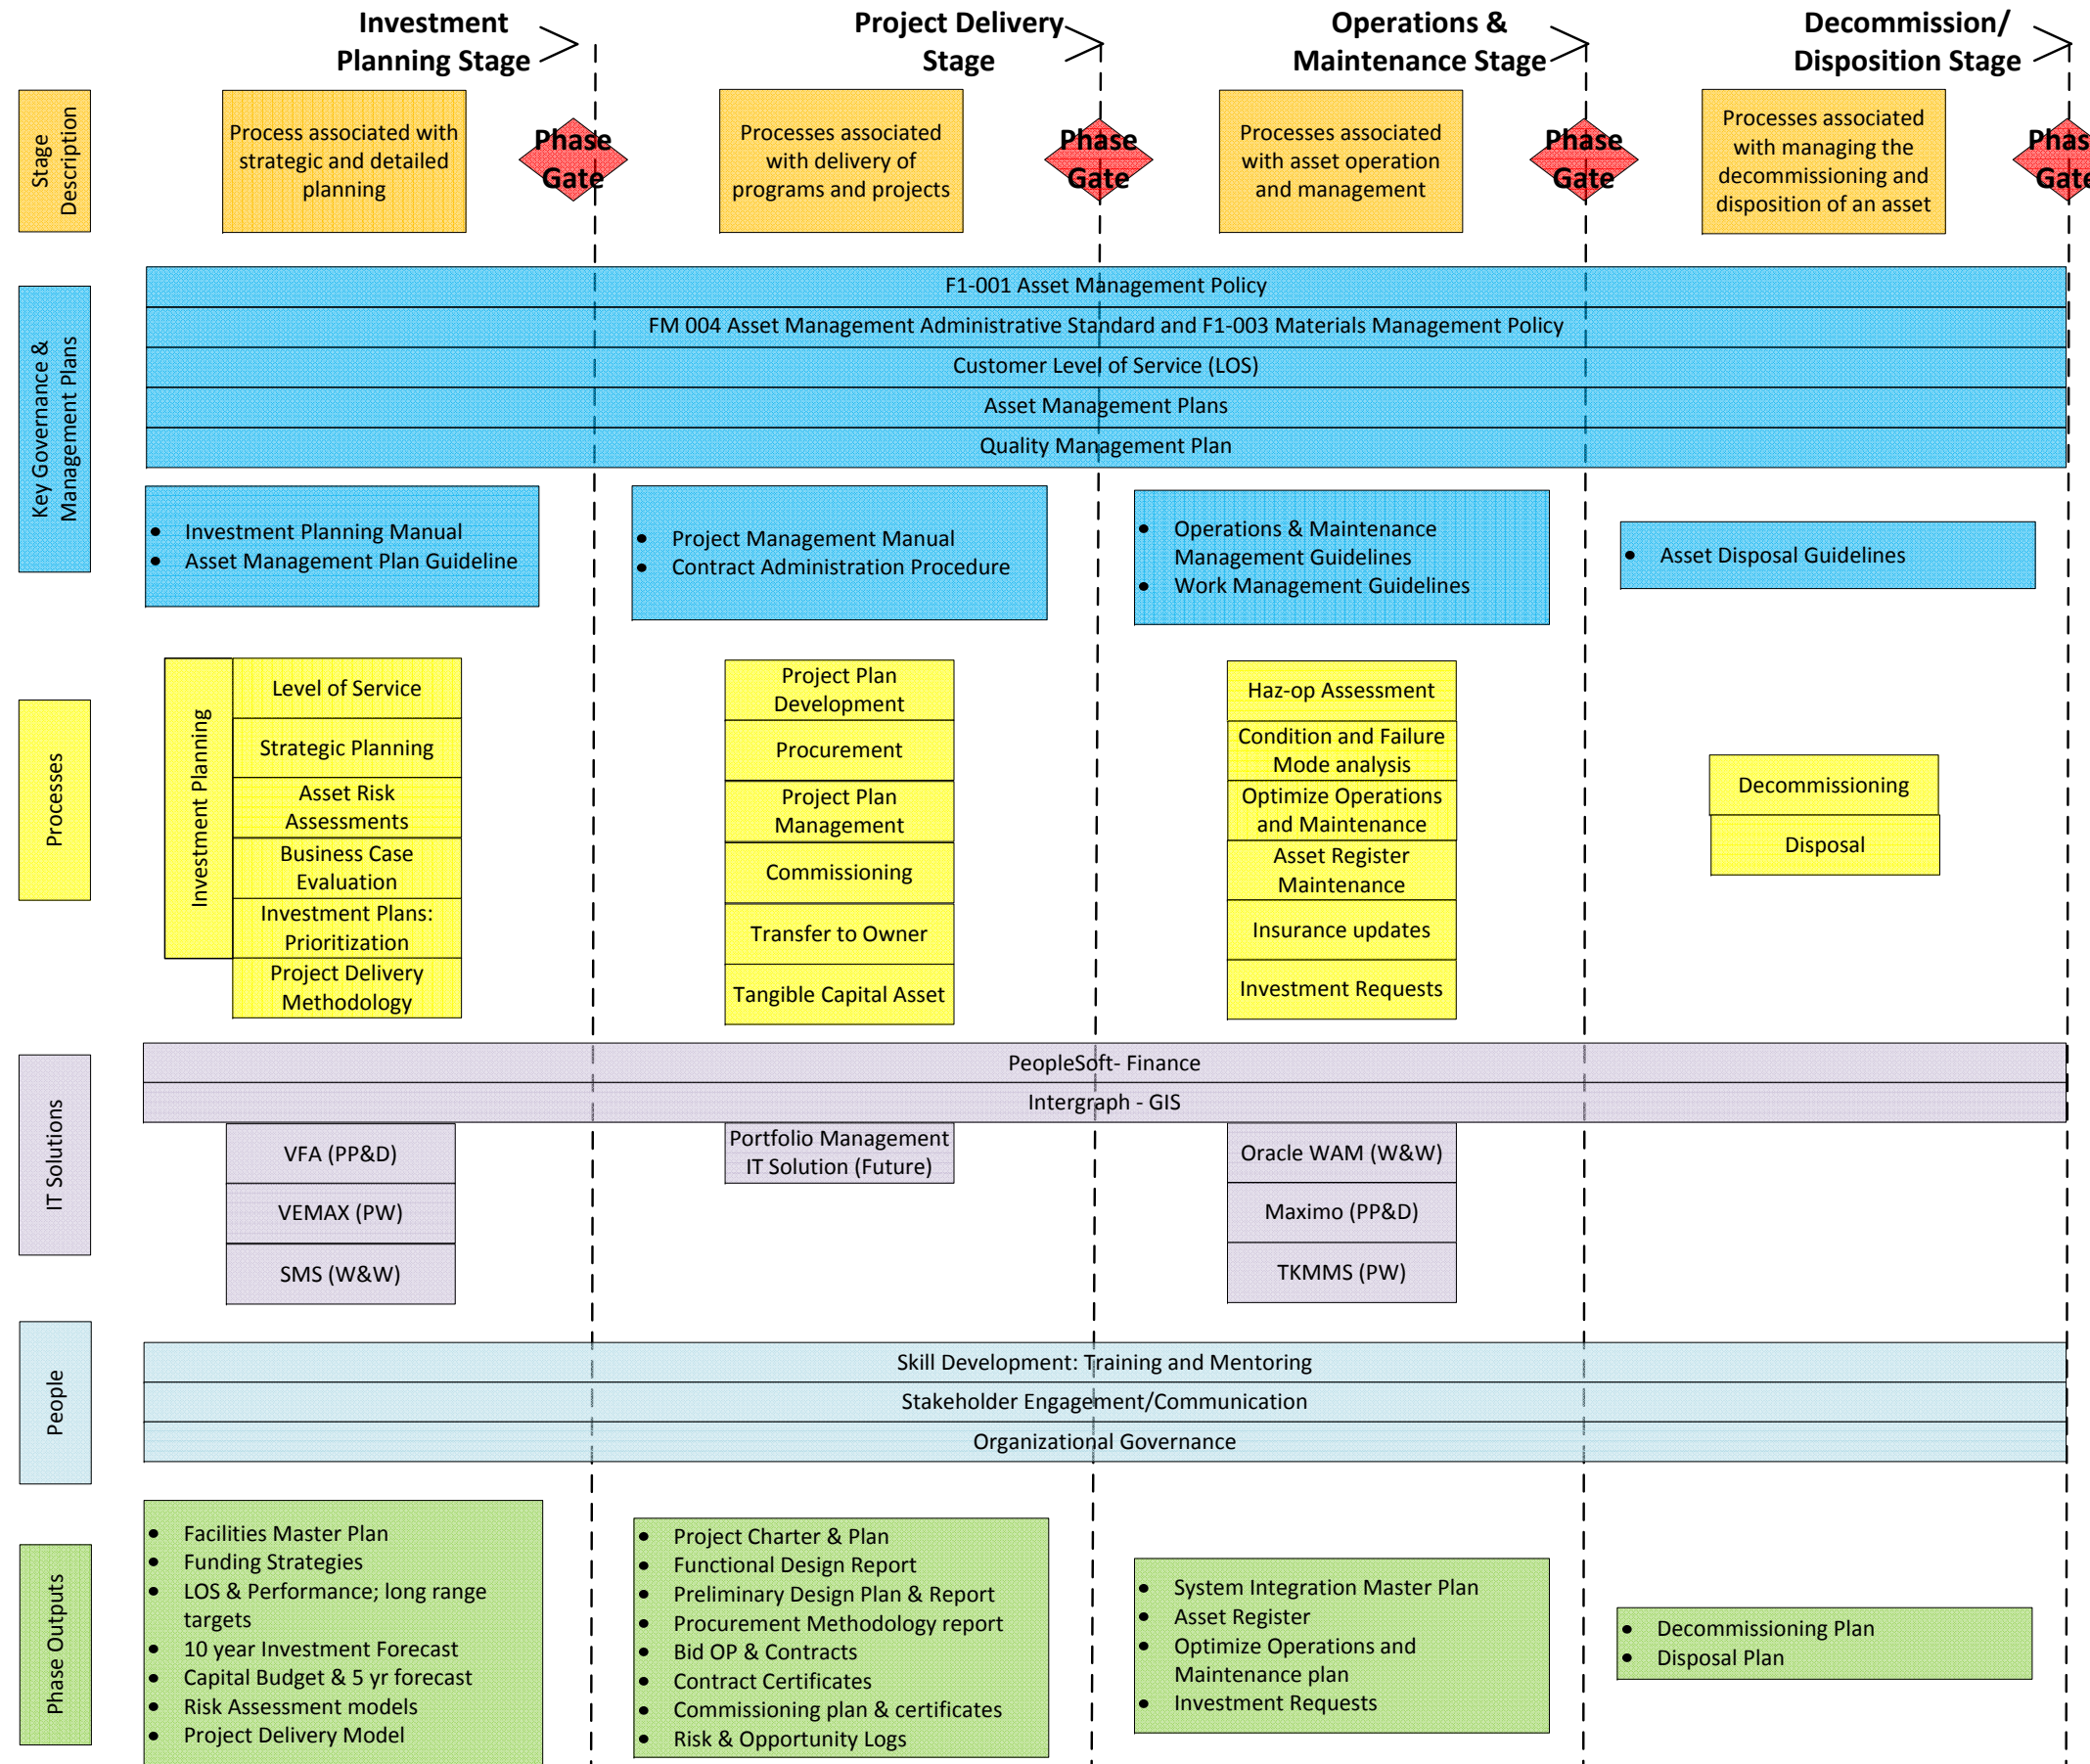 Investment
Planning Stage
Project Delivery
Stage
Operations &
Maintenance Stage
Decommission/
Disposition Stage
Stage
Description
Process associated with
strategic and detailed
planning
Phase
Gate
Processes associated
with delivery of
programs and projects
Phase
Gate
Processes associated
with asset operation
and management
Phase
Gate
Processes associated
with managing the
decommissioning and
disposition of an asset
Phas
Gat
Key Governance &
Management Plans
F1-001 Asset Management Policy
FM 004 Asset Management Administrative Standard and F1-003 Materials Management Policy
Customer Level of Service (LOS)
Asset Management Plans
Quality Management Plan
• Investment Planning Manual
• Asset Management Plan Guideline
• Project Management Manual
• Contract Administration Procedure
• Operations & Maintenance
Management Guidelines
• Work Management Guidelines
• Asset Disposal Guidelines
Processes
Investment Planning
Level of Service
Strategic Planning
Asset Risk
Assessments
Business Case
Evaluation
Investment Plans:
Prioritization
Project Delivery
Methodology
Project Plan
Development
Procurement
Project Plan
Management
Commissioning
Transfer to Owner
Tangible Capital Asset
Haz-op Assessment
Condition and Failure
Mode analysis
Optimize Operations
and Maintenance
Asset Register
Maintenance
Insurance updates
Investment Requests
Decommissioning
Disposal
IT Solutions
PeopleSoft- Finance
Intergraph - GIS
VFA (PP&D)
VEMAX (PW)
SMS (W&W)
Portfolio Management
IT Solution (Future)
Oracle WAM (W&W)
Maximo (PP&D)
TKMMS (PW)
People
Skill Development: Training and Mentoring
Stakeholder Engagement/Communication
Organizational Governance
Phase Outputs
• Facilities Master Plan
• Funding Strategies
• LOS & Performance; long range
targets
• 10 year Investment Forecast
• Capital Budget & 5 yr forecast
• Risk Assessment models
• Project Delivery Model
• Project Charter & Plan
• Functional Design Report
• Preliminary Design Plan & Report
• Procurement Methodology report
• Bid OP & Contracts
• Contract Certificates
• Commissioning plan & certificates
• Risk & Opportunity Logs
• System Integration Master Plan
• Asset Register
• Optimize Operations and
Maintenance plan
• Investment Requests
• Decommissioning Plan
• Disposal Plan